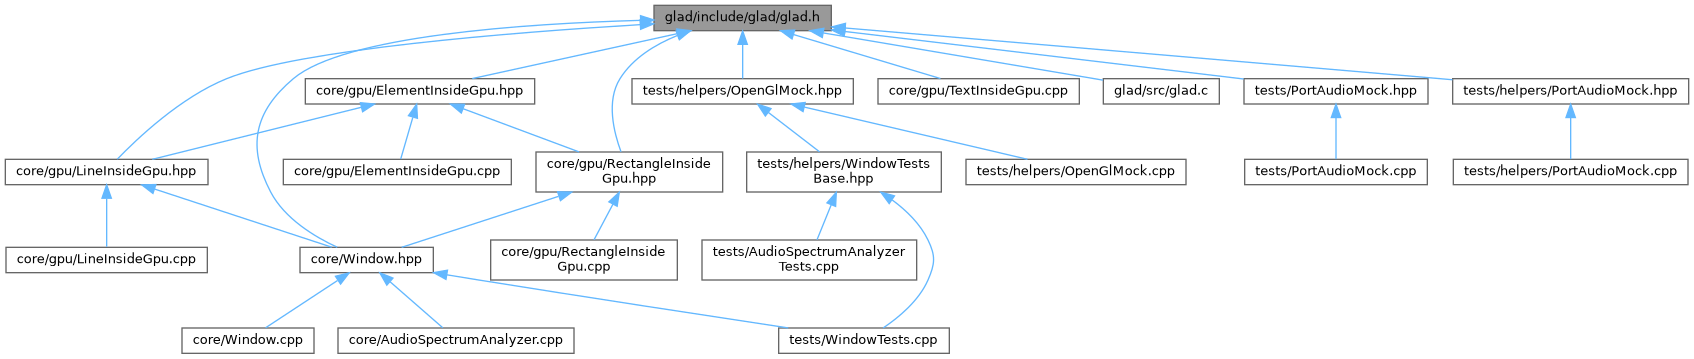 glad/include/glad/glad.h
core/gpu/ElementInsideGpu.hpp
tests/helpers/OpenGlMock.hpp
core/gpu/TextInsideGpu.cpp
glad/src/glad.c
tests/PortAudioMock.hpp
tests/helpers/PortAudioMock.hpp
core/gpu/LineInsideGpu.hpp
core/gpu/ElementInsideGpu.cpp
core/gpu/RectangleInside
Gpu.hpp
tests/helpers/WindowTests
Base.hpp
tests/helpers/OpenGlMock.cpp
tests/PortAudioMock.cpp
tests/helpers/PortAudioMock.cpp
core/gpu/LineInsideGpu.cpp
core/Window.hpp
core/gpu/RectangleInside
Gpu.cpp
tests/AudioSpectrumAnalyzer
Tests.cpp
core/Window.cpp
core/AudioSpectrumAnalyzer.cpp
tests/WindowTests.cpp